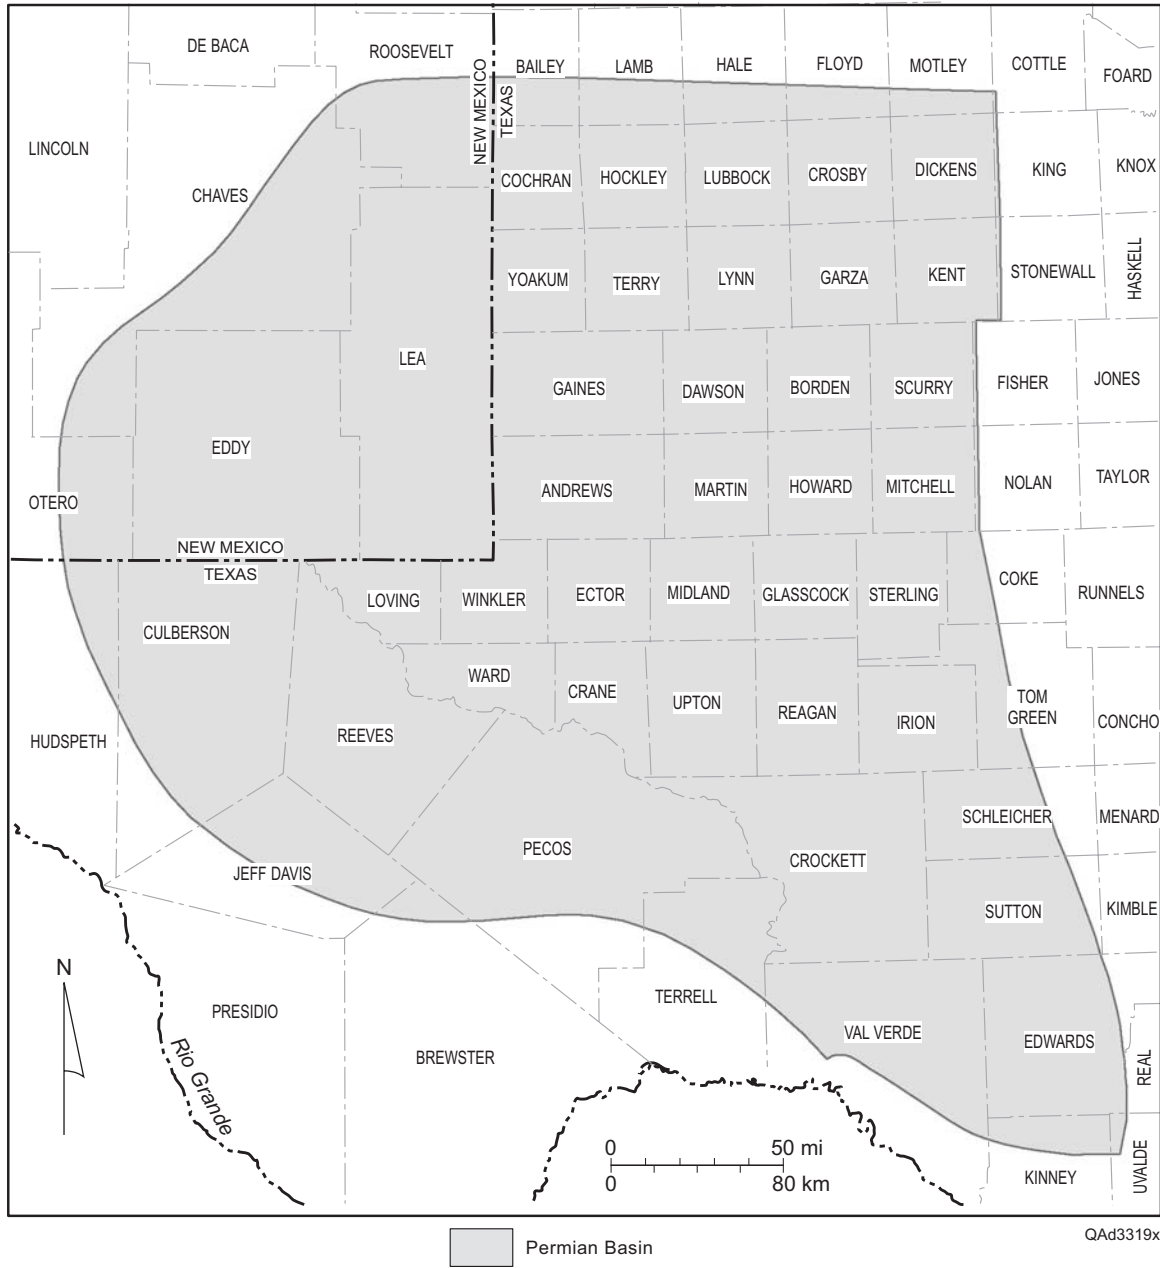 DE BACA
ROOSEVELT
BAILEY
LAMB
HALE
FLOYD
MOTLEY
COTTLE
FOARD
NEW MEXICO
TEXAS
LINCOLN
CHAVES
COCHRAN
HOCKLEY
LUBBOCK
CROSBY
DICKENS
KING
KNOX
YOAKUM
TERRY
LYNN
GARZA
KENT
STONEWALL
HASKELL
LEA
GAINES
DAWSON
BORDEN
SCURRY
FISHER
JONES
EDDY
OTERO
ANDREWS
MARTIN
HOWARD
MITCHELL
NOLAN
TAYLOR
NEW MEXICO
TEXAS
LOVING
WINKLER
ECTOR
MIDLAND
GLASSCOCK
STERLING
COKE
RUNNELS
CULBERSON
WARD
CRANE
UPTON
REAGAN
IRION
TOM
GREEN
CONCHO
HUDSPETH
REEVES
SCHLEICHER
MENARD
JEFF DAVIS
PECOS
CROCKETT
SUTTON
KIMBLE
N
PRESIDIO
TERRELL
VAL VERDE
EDWARDS
REAL
Rio Grande
BREWSTER
0 50 mi
0 80 km
KINNEY
UVALDE
Permian Basin
QAd3319x